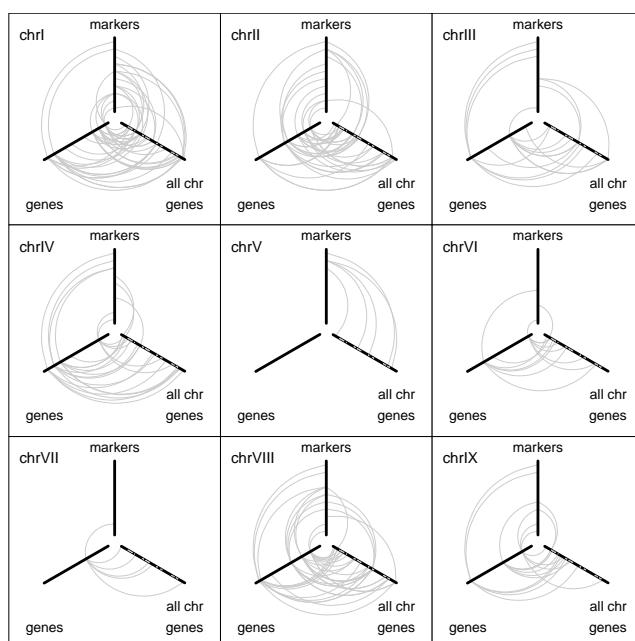 markers
chrI
all chr
genes genes
markers
chrII
all chr
genes genes
markers
chrIII
all chr
genes genes
markers
chrIV
all chr
genes genes
markers
chrV
all chr
genes genes
markers
chrVI
all chr
genes genes
markers
chrVII
all chr
genes genes
markers
chrVIII
all chr
genes genes
markers
chrIX
all chr
genes genes